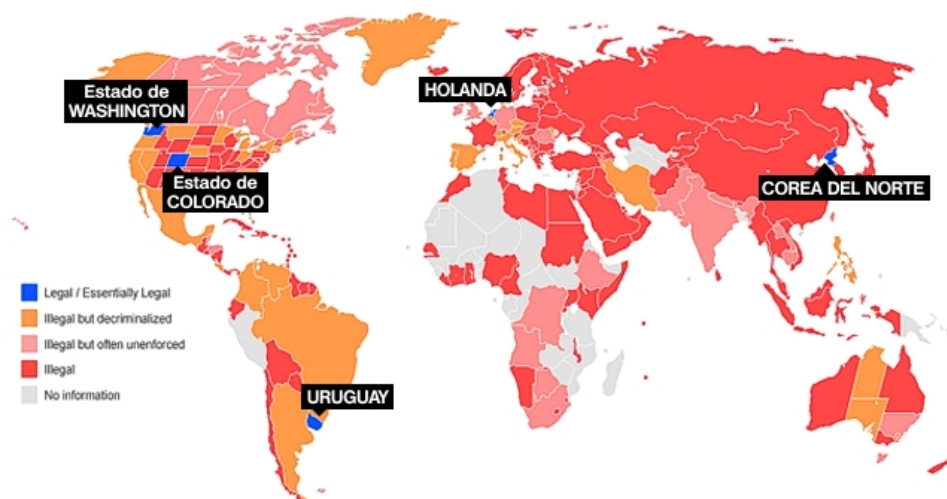 Estado de
WASHINGTON
HOLANDA
Estado de
COLORADO
COREA DEL NORTE
Legal / Essentially Legal
Illegal but decriminalized
Illegal but often unenforced
Illegal
No information
URUGUAY